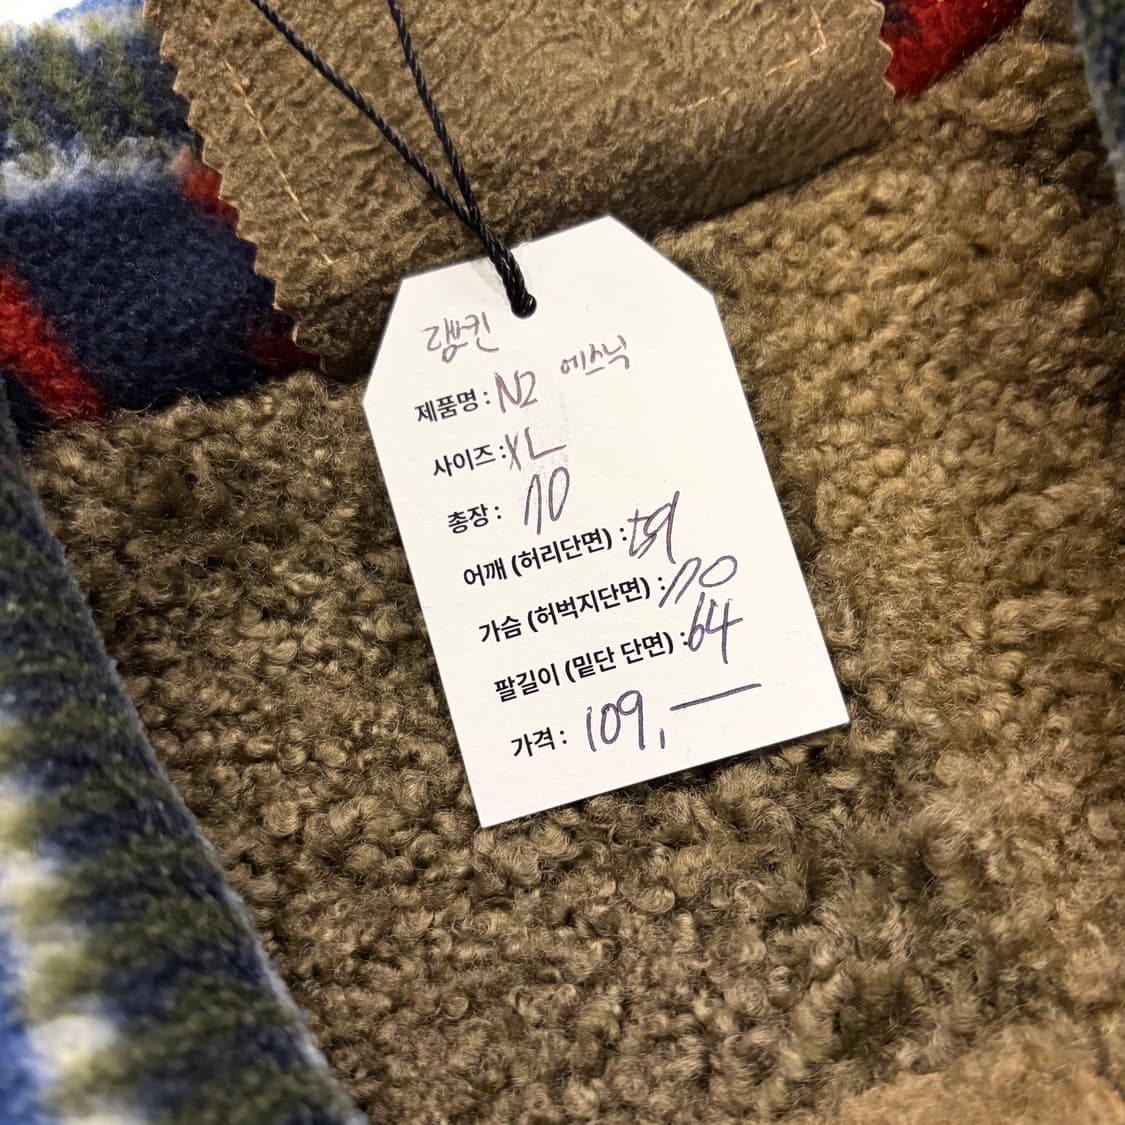 램스킨
에스닉
제품명 : N2
사이즈 : XL
총장 : 70
어깨 (허리단면) :
가슴 (허벅지단면) : 70
팔길이 (밑단 단면) : 64
가격 : 109,―